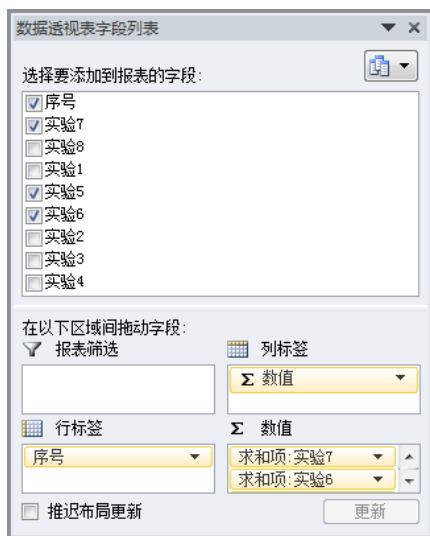 数据透视表字段列表
选择要添加到报表的字段:
序号
实验7
实验8
实验1
实验5
实验6
实验2
实验3
实验4
在以下区域间拖动字段:
报表筛选
列标签
Σ 数值
行标签
Σ 数值
序号
求和项:实验7
求和项:实验6
推迟布局更新
更新